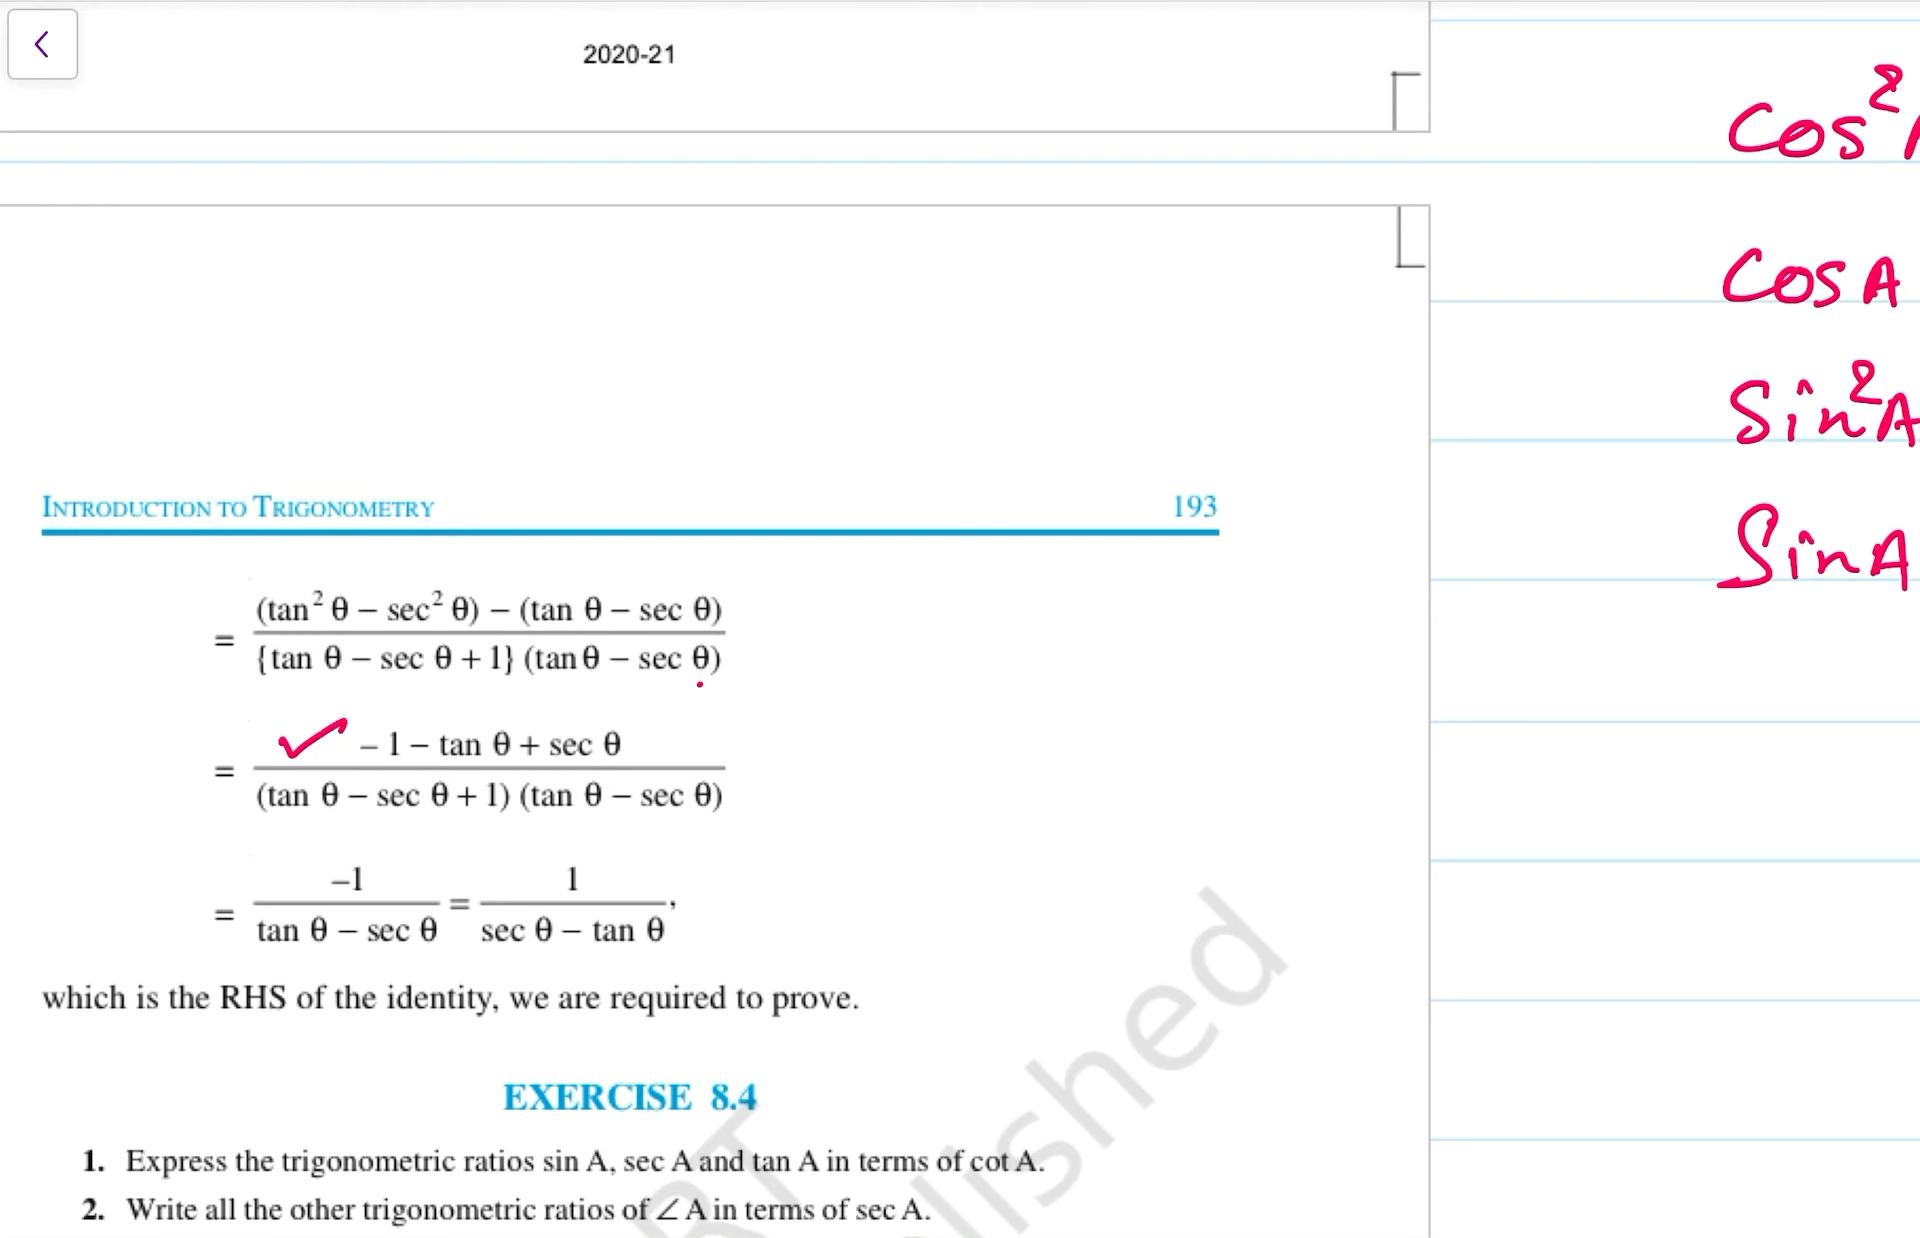 2020-21
cos²
cos A
sin²A
sin A
INTRODUCTION TO TRIGONOMETRY 193
= (tan² θ – sec² θ) – (tan θ – sec θ)
{tan θ – sec θ + 1} (tan θ – sec θ)
= – 1 – tan θ + sec θ
(tan θ – sec θ + 1) (tan θ – sec θ)
= –1 / tan θ – sec θ = 1 / sec θ – tan θ,
which is the RHS of the identity, we are required to prove.
EXERCISE 8.4
1. Express the trigonometric ratios sin A, sec A and tan A in terms of cot A.
2. Write all the other trigonometric ratios of ∠ A in terms of sec A.